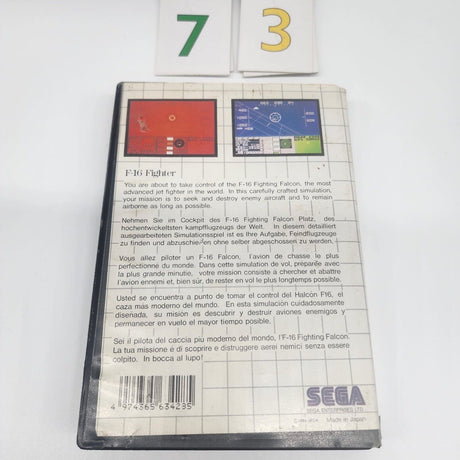 7 3
F-16 Fighter
You are about to take control of the F-16 Fighting Falcon, the most
advanced jet fighter in the world. In this carefully crafted simulation,
your mission is to seek and destroy enemy aircraft and to remain
airborne as long as possible.
Nehmen Sie im Cockpit des F-16 Fighting Falcon Platz, des
hochentwickeltsten kampfflugzeugs der Welt. In diesem detailliert
ausgearbeiteten Simulationsspiel ist es Ihre Aufgabe, Feindflugzeuge
zu finden und abzuschießen ohne selber abgeschossen zu werden.
Vous allez piloter un F-16 Falcon, l'avion de chasse le plus
perfectionne du monde. Dans cette simulation de vol, préparée avec
la plus grande minutie, votre mission consiste à chercher et abattre
l'avion ennemi et, bien sûr, de rester en vol le plus longtemps possible.
Usted se encuentra a punto de tomar el control del Halcon F16, el
caza más moderno del mundo. En esta simulación cuidadosamente
diseñada, su misión es descubrir y destruir aviones enemigos y
permanecer en vuelo el mayor tiempo posible.
Sei il pilota del caccia piu moderno del mondo, l'F-16 Fighting Falcon.
La tua missione è di scoprire e distruggere aerei nemici senza essere
colpito. In bocca al lupo!
4 974365 634235
SEGA
SEGA ENTERPRISES LTD.
Made in Japan